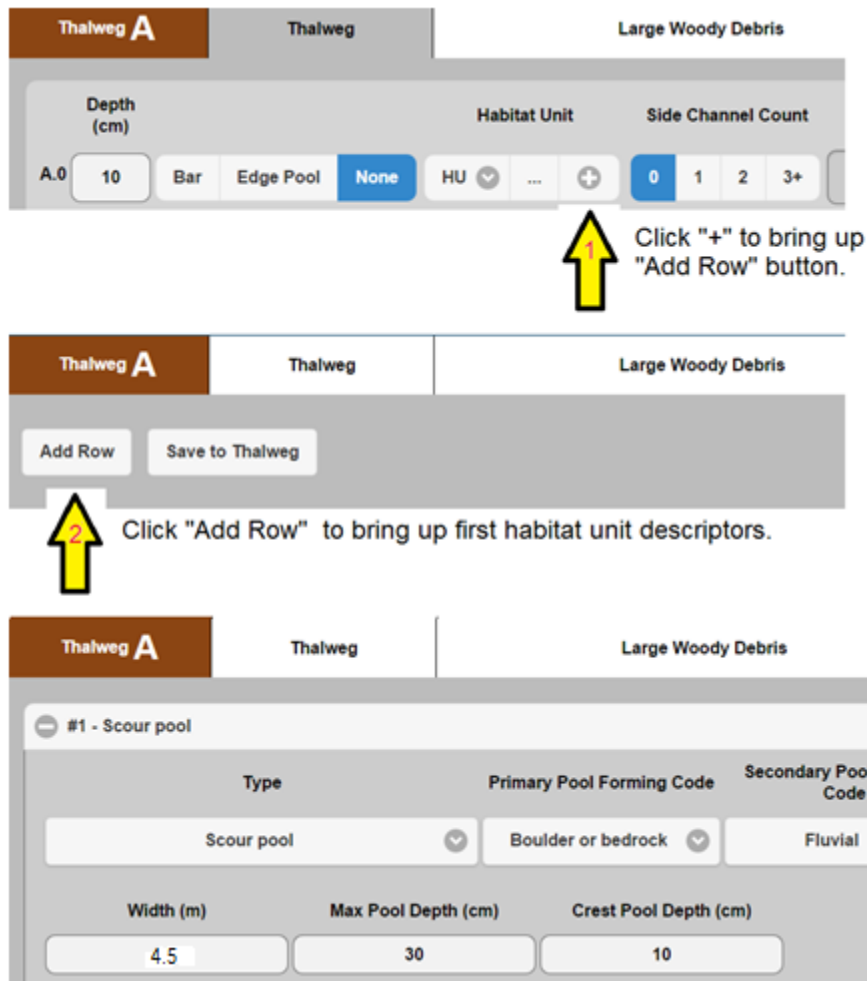 Thalweg A Thalweg Large Woody Debris
Depth
(cm) Habitat Unit Side Channel Count
A.0 10 Bar Edge Pool None HU ... 0 1 2 3+
1 Click "+" to bring up
"Add Row" button.
Thalweg A Thalweg Large Woody Debris
Add Row Save to Thalweg
2 Click "Add Row" to bring up first habitat unit descriptors.
Thalweg A Thalweg Large Woody Debris
#1 - Scour pool
Type Primary Pool Forming Code Secondary Poo
Code
Scour pool Boulder or bedrock Fluvial
Width (m) Max Pool Depth (cm) Crest Pool Depth (cm)
4.5 30 10